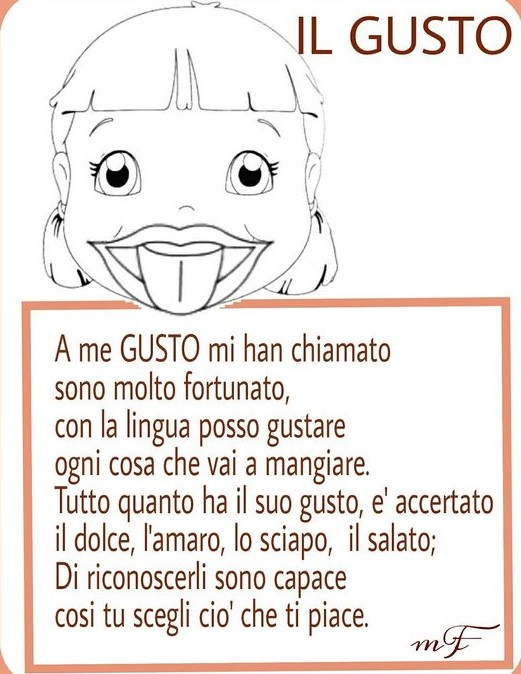 IL GUSTO
A me GUSTO mi han chiamato
sono molto fortunato,
con la lingua posso gustare
ogni cosa che vai a mangiare.
Tutto quanto ha il suo gusto, e' accertato
il dolce, l'amaro, lo sciapo, il salato;
Di riconoscerli sono capace
cosi tu scegli cio' che ti piace.
mF